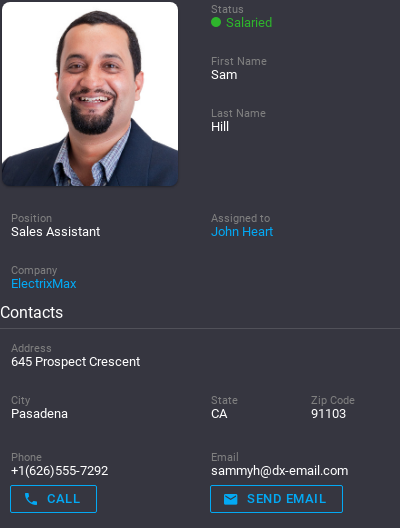 Status
Salaried
First Name
Sam
Last Name
Hill
Position
Sales Assistant
Assigned to
John Heart
Company
ElectrixMax
Contacts
Address
645 Prospect Crescent
City
Pasadena
State
CA
Zip Code
91103
Phone
+1(626)555-7292
Email
sammyh@dx-email.com
CALL
SEND EMAIL